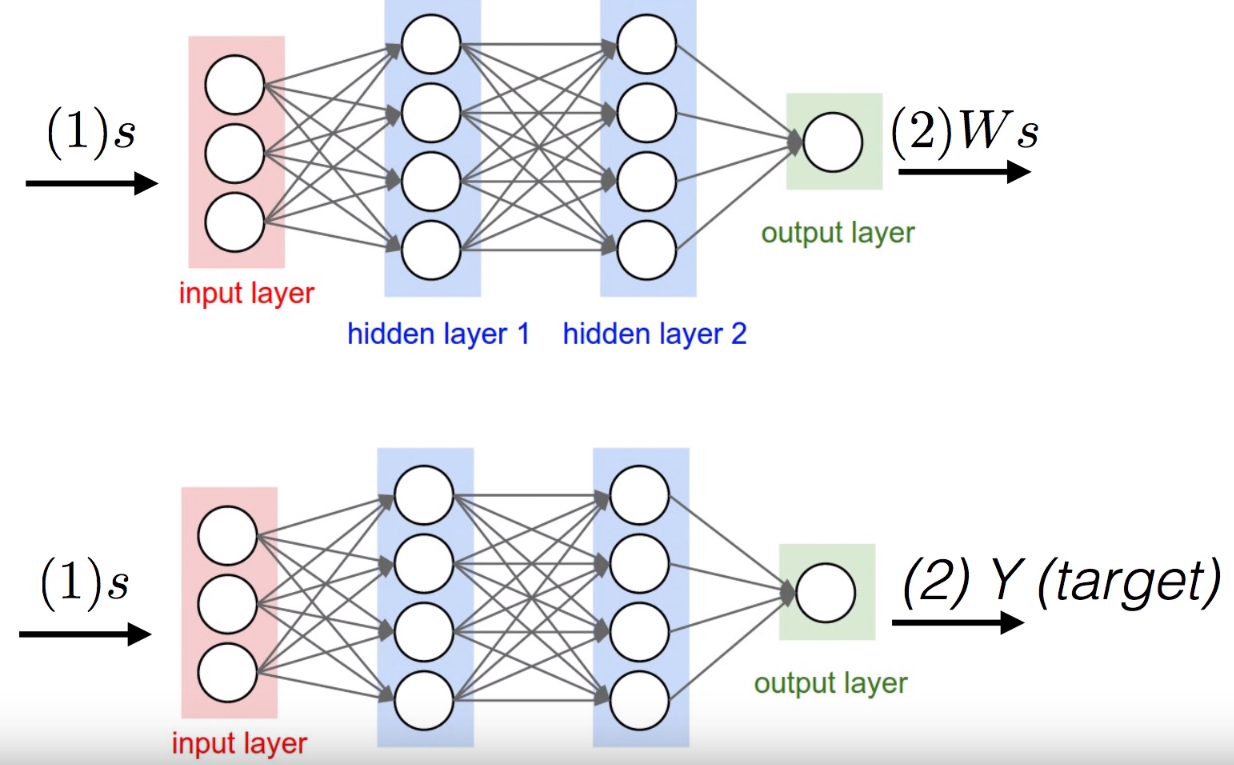 (1)s
(2)Ws
output layer
input layer
hidden layer 1
hidden layer 2
(1)s
(2) Y (target)
output layer
input layer